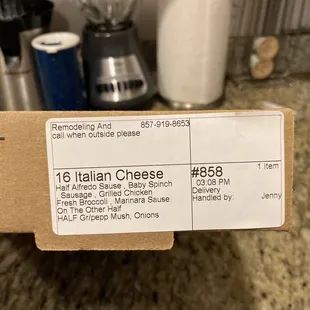 Remodeling And 857-919-8653
call when outside please
16 Italian Cheese
Half Alfredo Sause , Baby Spinch
Sausage , Grilled Chicken
Fresh Broccoli , Marinara Sause
On The Other Half
HALF Gr/pepp Mush, Onions
1 Item
#858
03:08 PM
Delivery
Handled by: Jenny